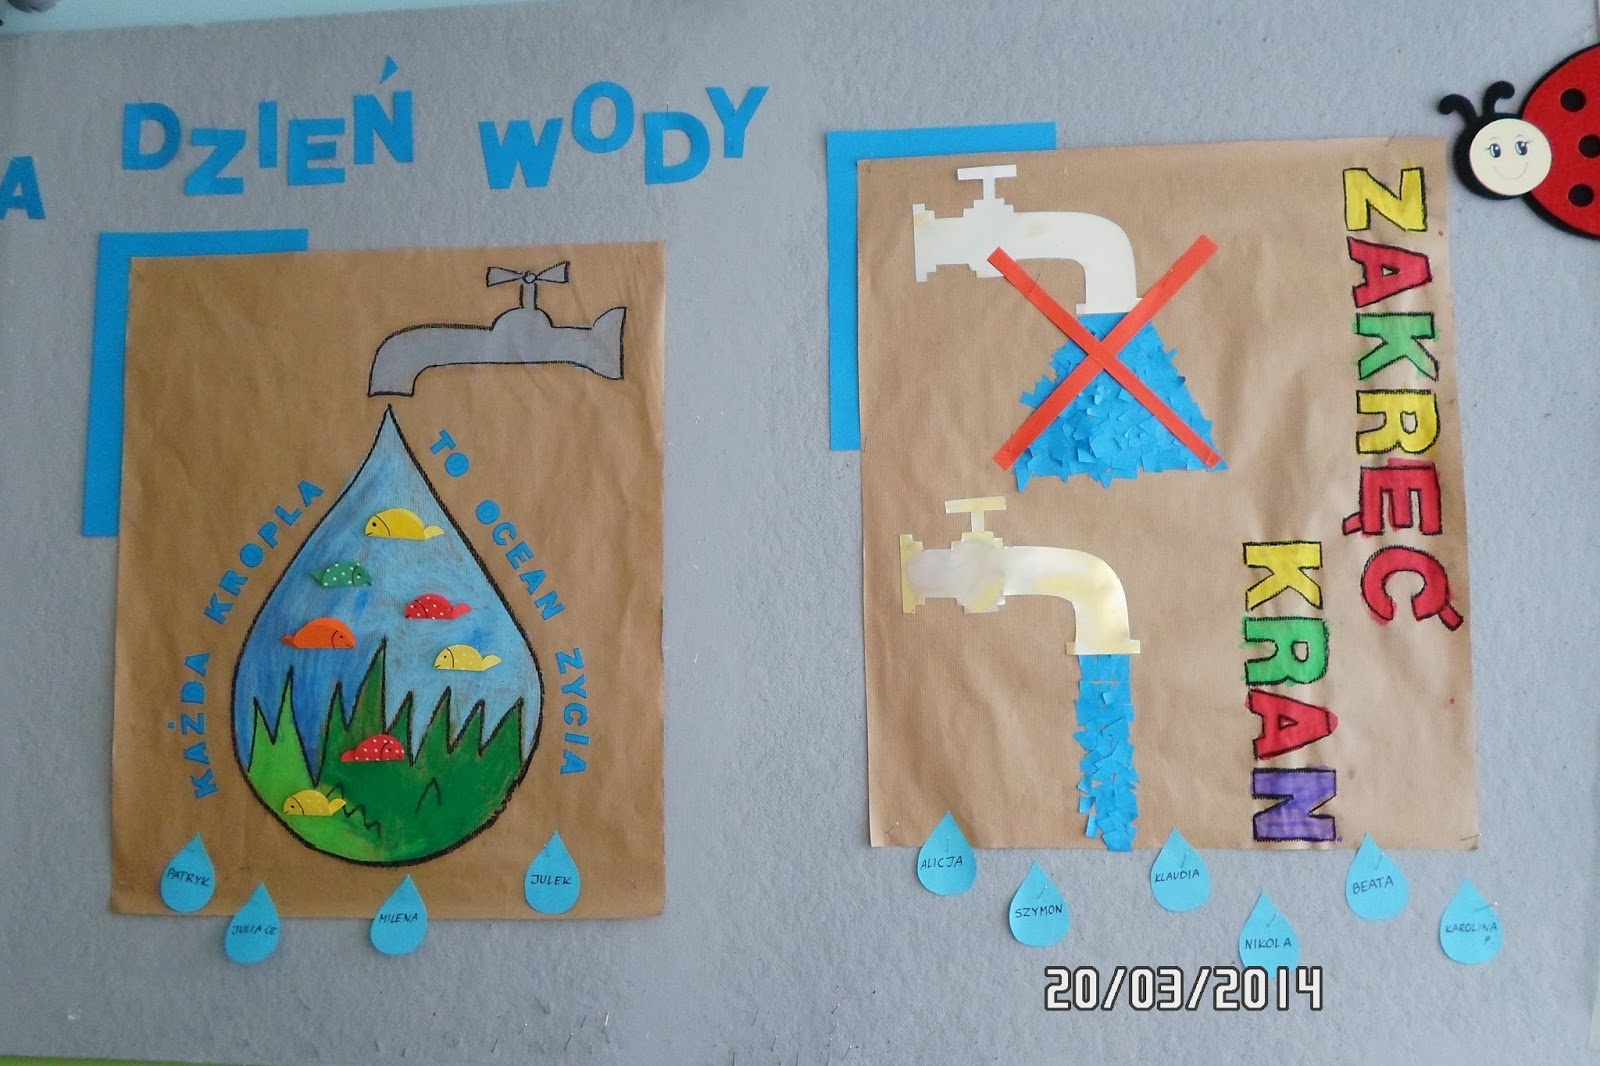 A DZIEŃ WODY
KAŻDA KROPLA
TO OCEAN ŻYCIA
PATRYK
JULIA CZ
MILENA
JULEK
ZAKRĘĆ
KRAN
ALICJA
SZYMON
KLAUDIA
NIKOLA
BEATA
KAROLINA
P.
20/03/2014